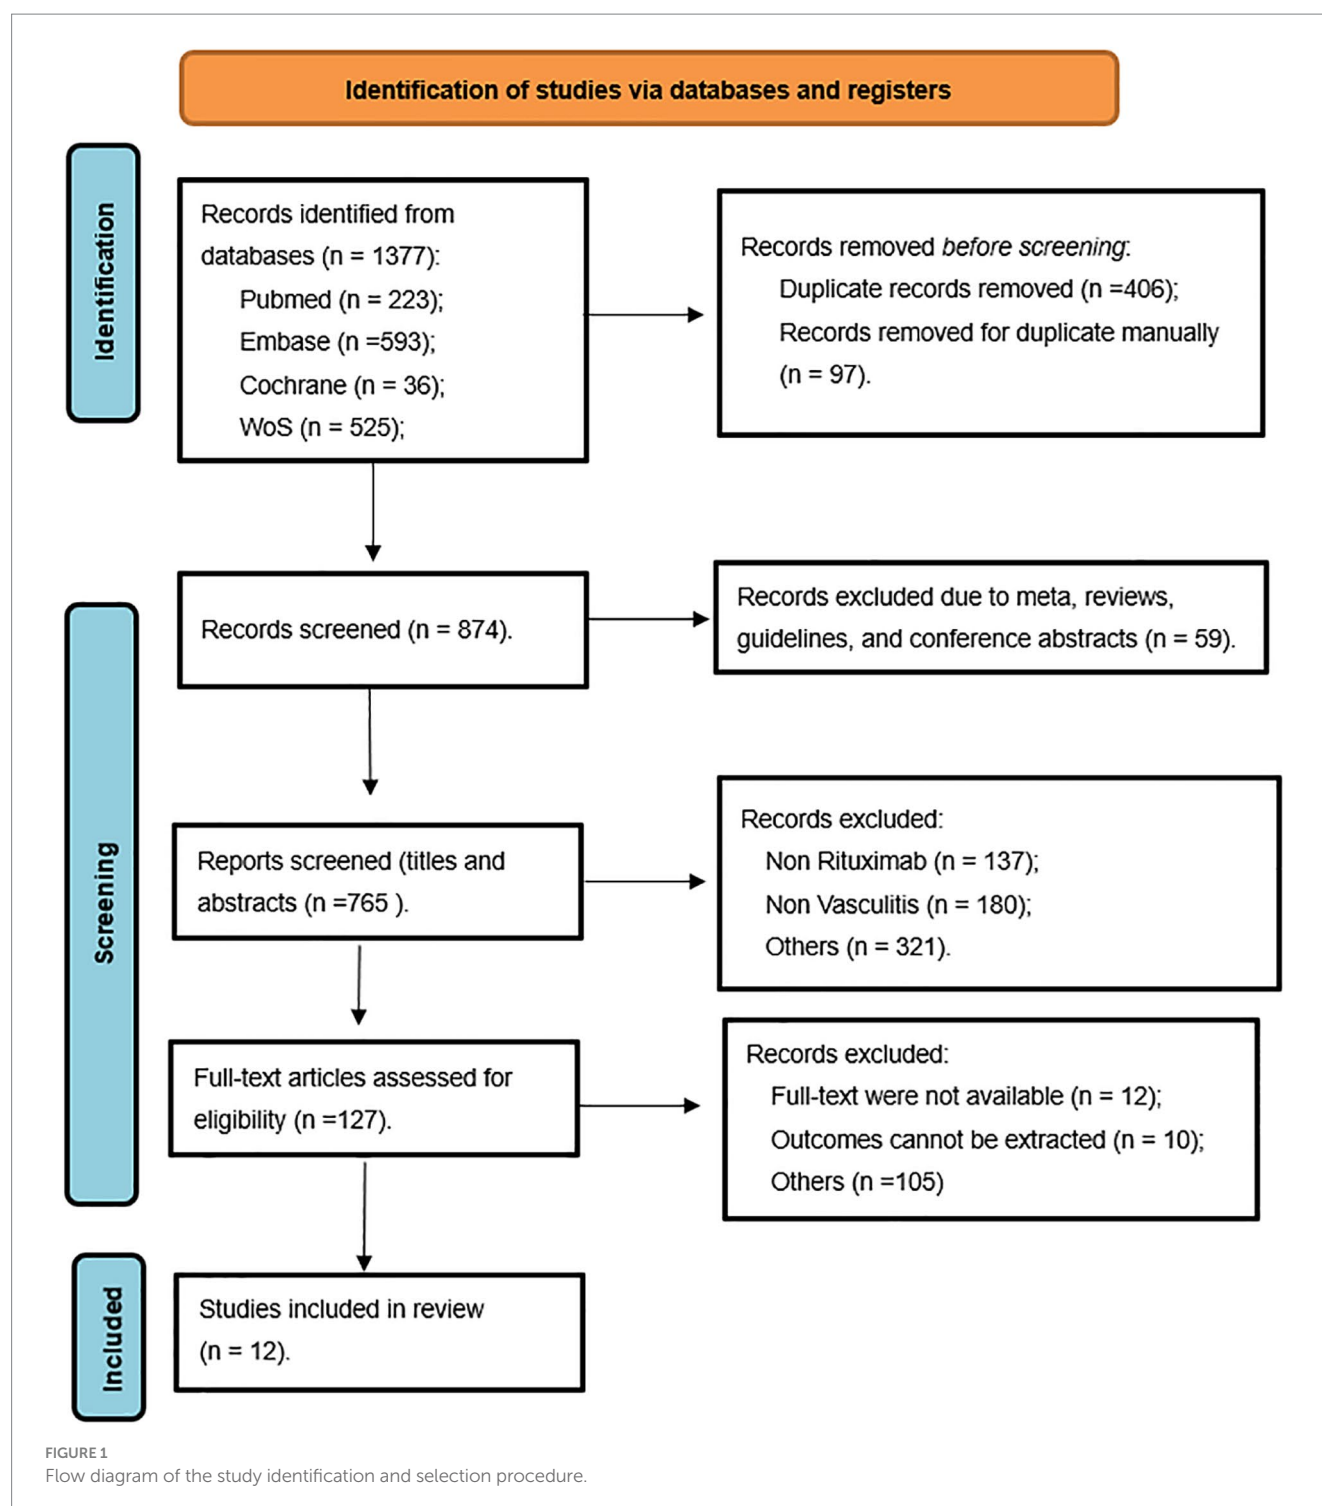 Identification of studies via databases and registers
Identification
Records identified from
databases (n = 1377):
Pubmed (n = 223);
Embase (n =593);
Cochrane (n = 36);
WoS (n = 525);
Records removed before screening:
Duplicate records removed (n =406);
Records removed for duplicate manually
(n = 97).
Screening
Records screened (n = 874).
Records excluded due to meta, reviews,
guidelines, and conference abstracts (n = 59).
Reports screened (titles and
abstracts (n =765 ).
Records excluded:
Non Rituximab (n = 137);
Non Vasculitis (n = 180);
Others (n = 321).
Full-text articles assessed for
eligibility (n =127).
Records excluded:
Full-text were not available (n = 12);
Outcomes cannot be extracted (n = 10);
Others (n =105)
Included
Studies included in review
(n = 12).
FIGURE 1
Flow diagram of the study identification and selection procedure.